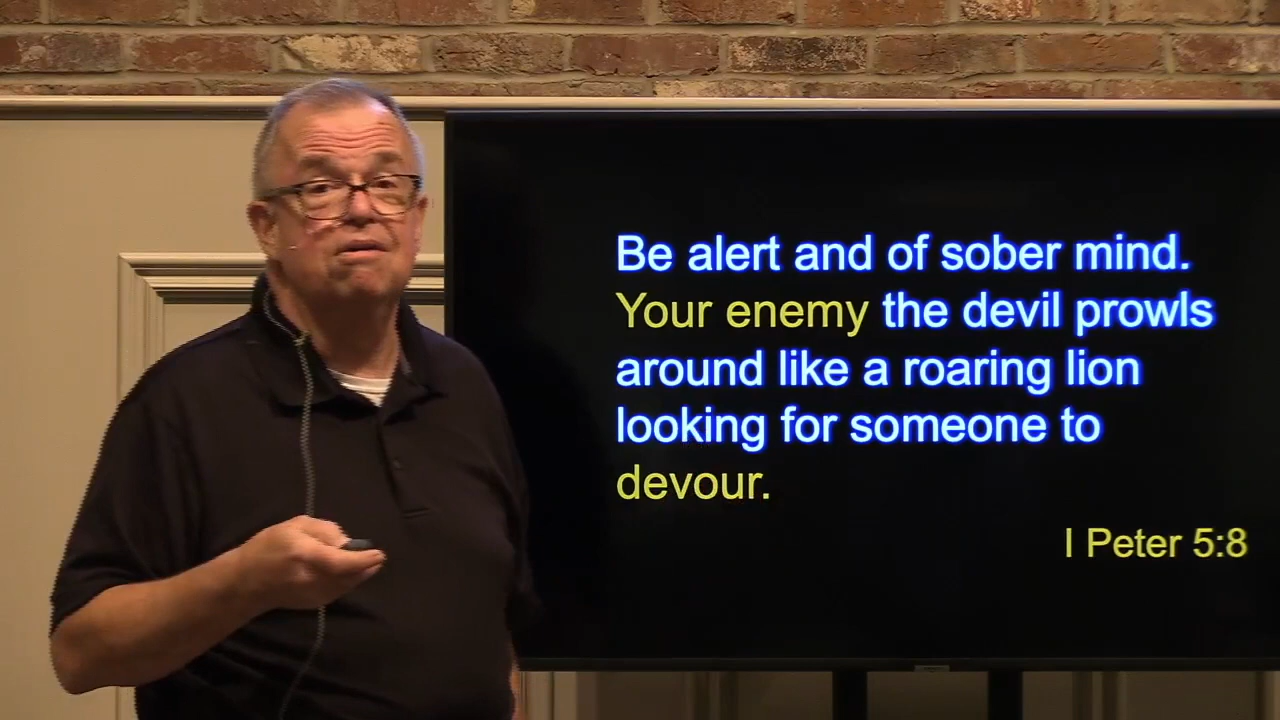 Be alert and of sober mind.
Your enemy the devil prowls
around like a roaring lion
looking for someone to
devour.
I Peter 5:8